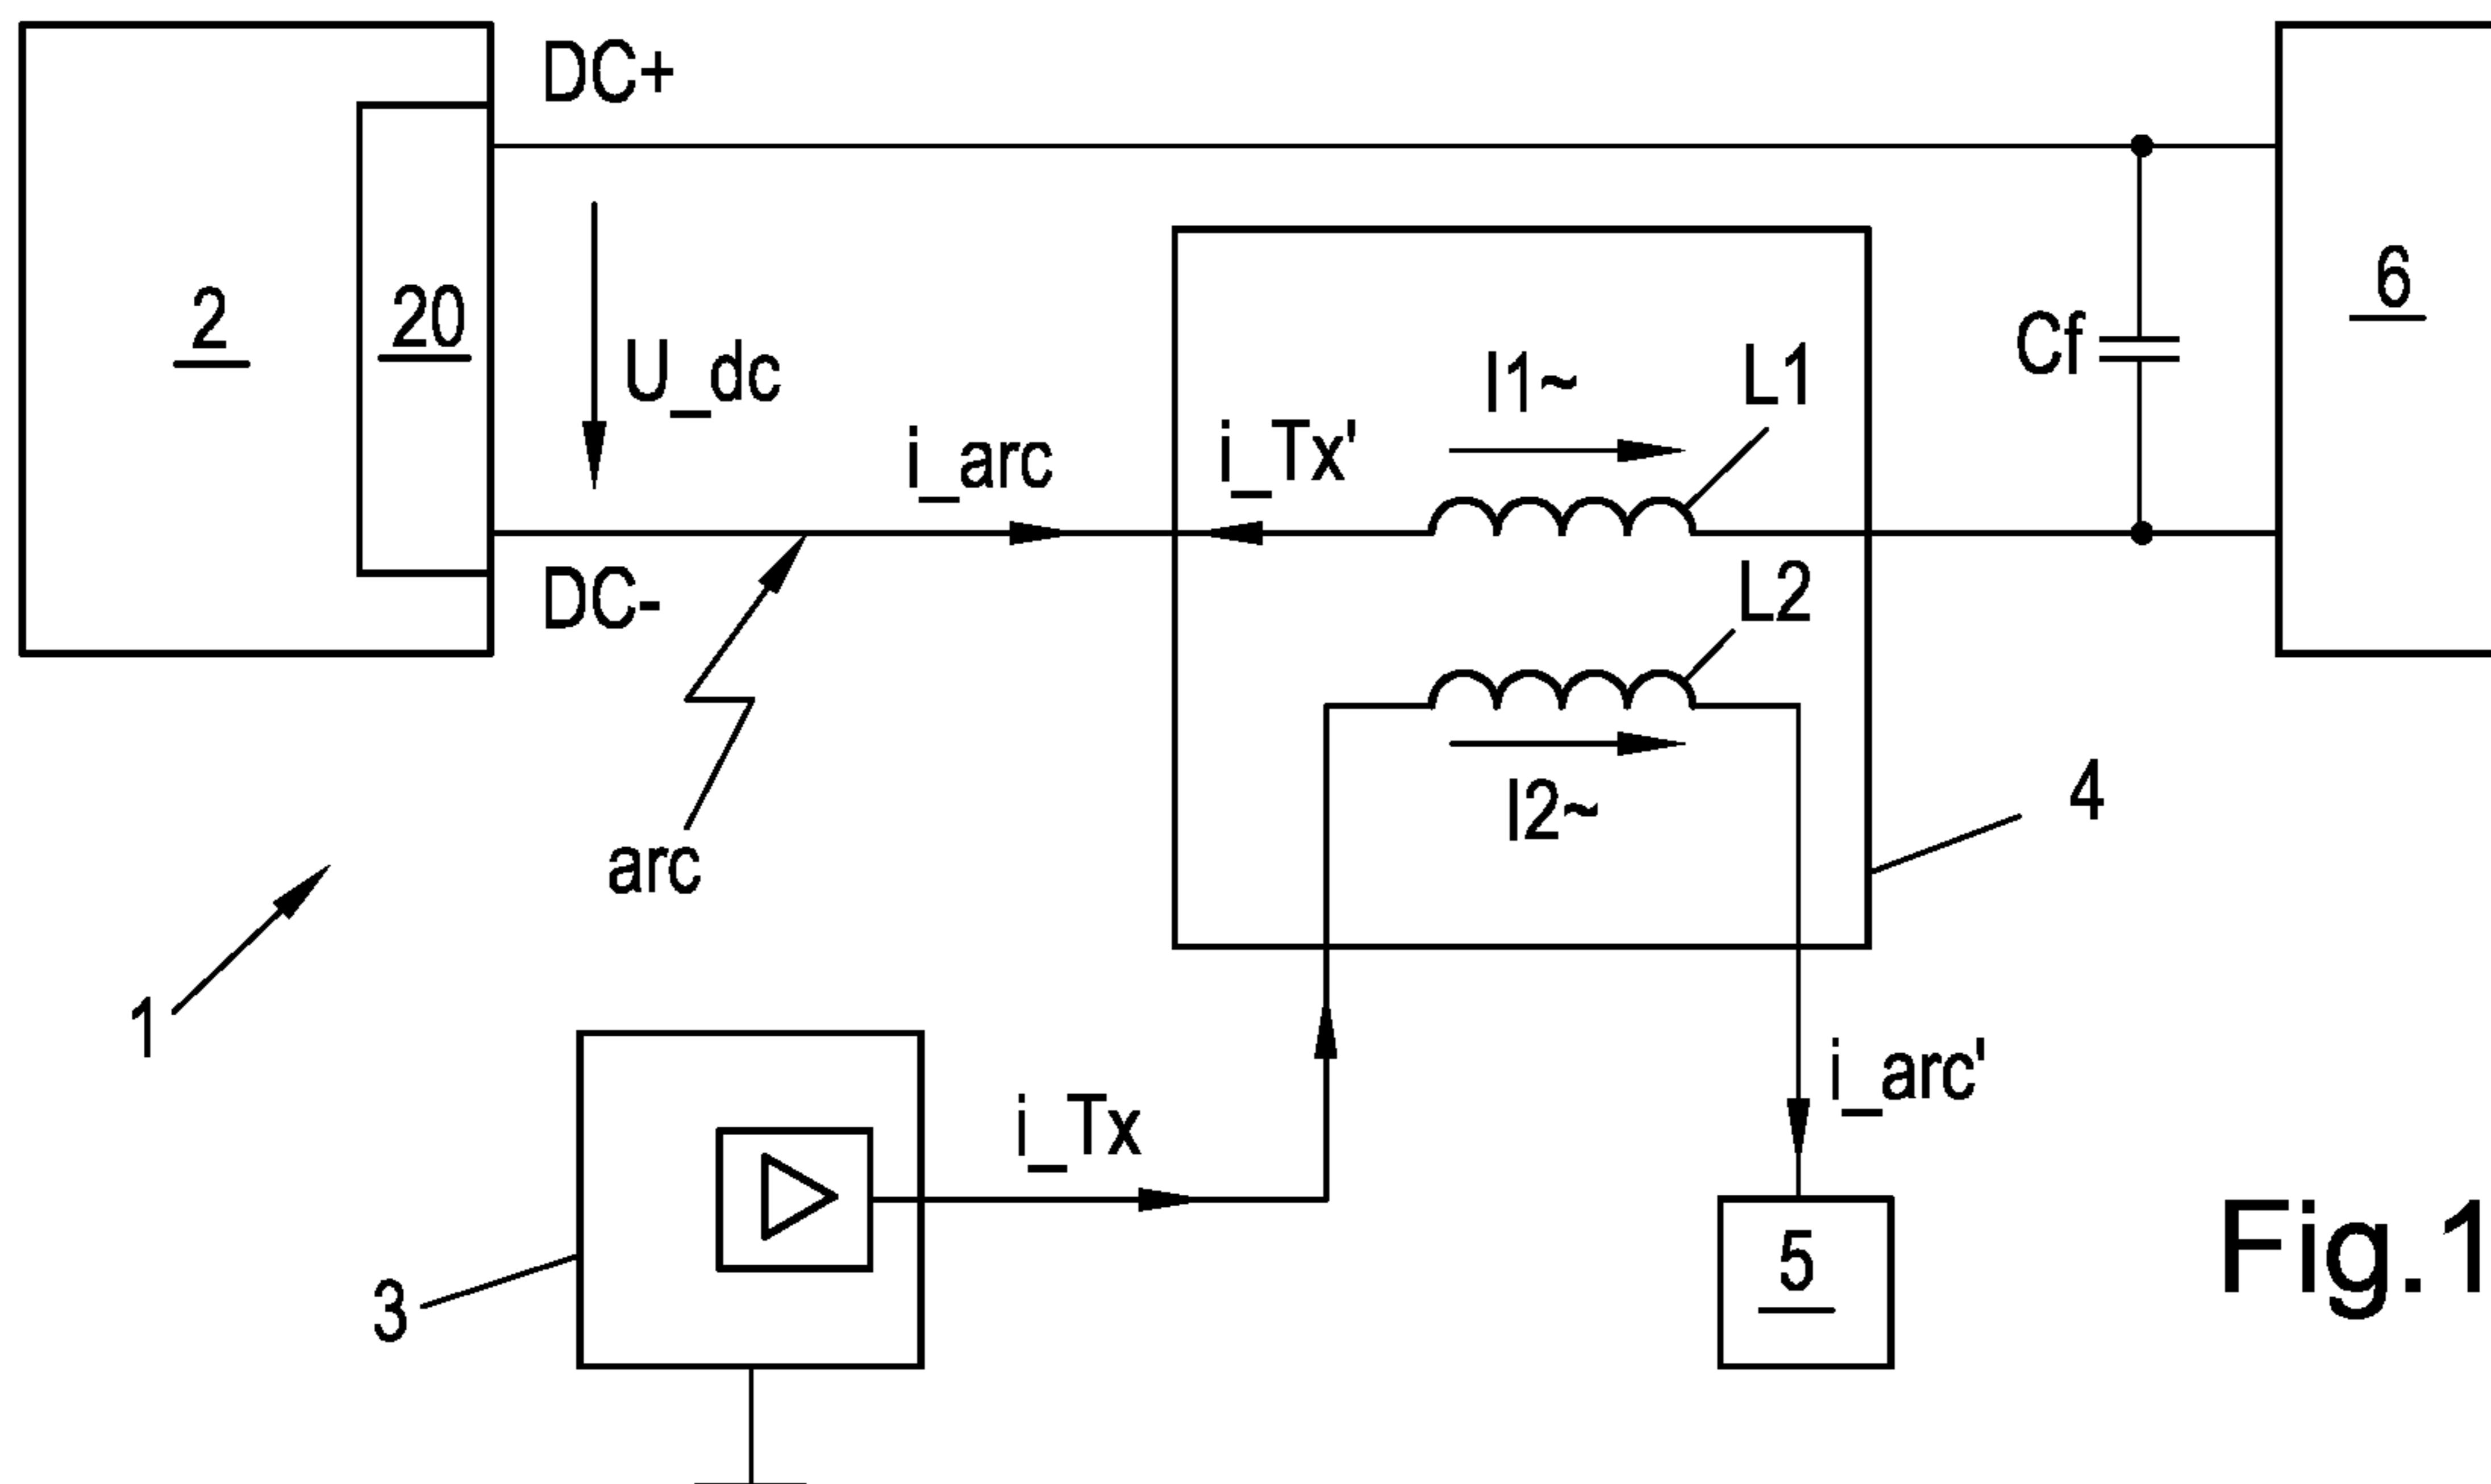 DC+
2
20
6
U_dc
Cf
I1~
L1
i_arc
i_Tx'
DC-
L2
I2~
4
arc
1
i_arc'
i_Tx
5
3
Fig.1